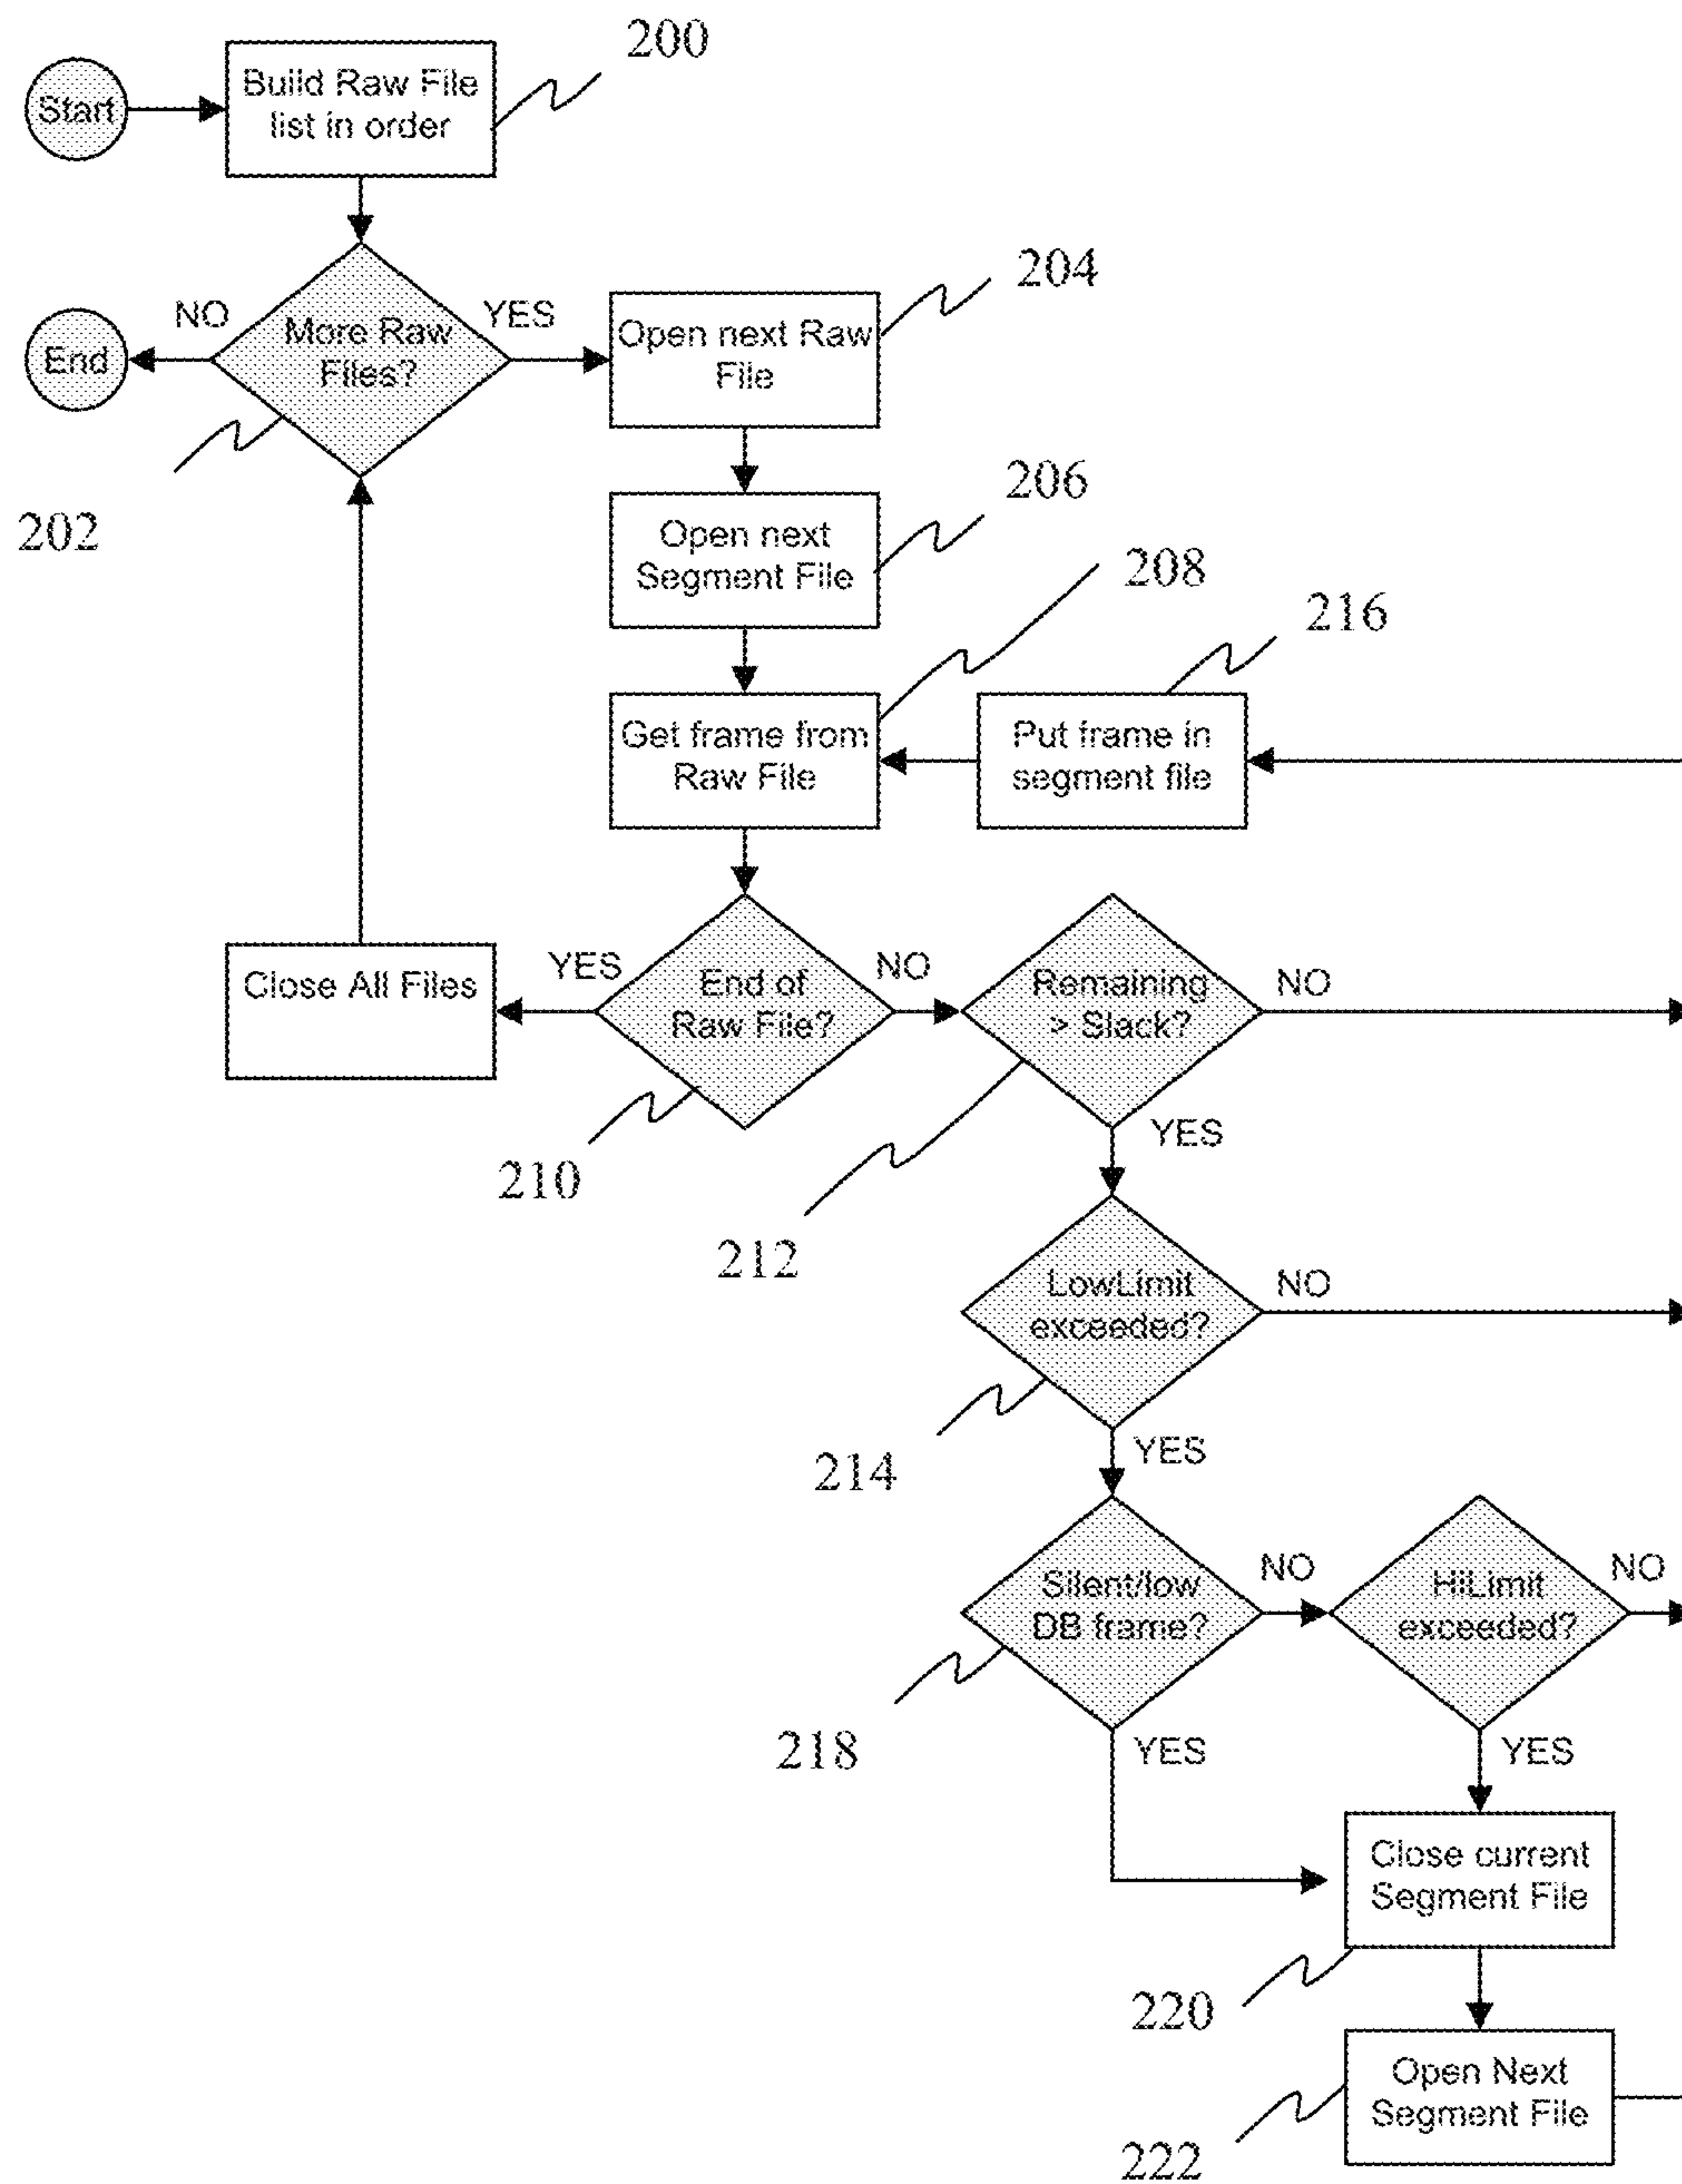 200
Start
Build Raw File
list in order
204
NO
YES
End
More Raw
Files?
Open next Raw
File
202
206
Open next
Segment File
208
216
Get frame from
Raw File
Put frame in
segment file
Close All Files
YES
End of
Raw File?
NO
Remaining
> Slack?
NO
210
YES
212
LowLimit
exceeded?
NO
214
YES
Silent/low
DB frame?
NO
HiLimit
exceeded?
NO
218
YES
YES
Close current
Segment File
220
Open Next
Segment File
222